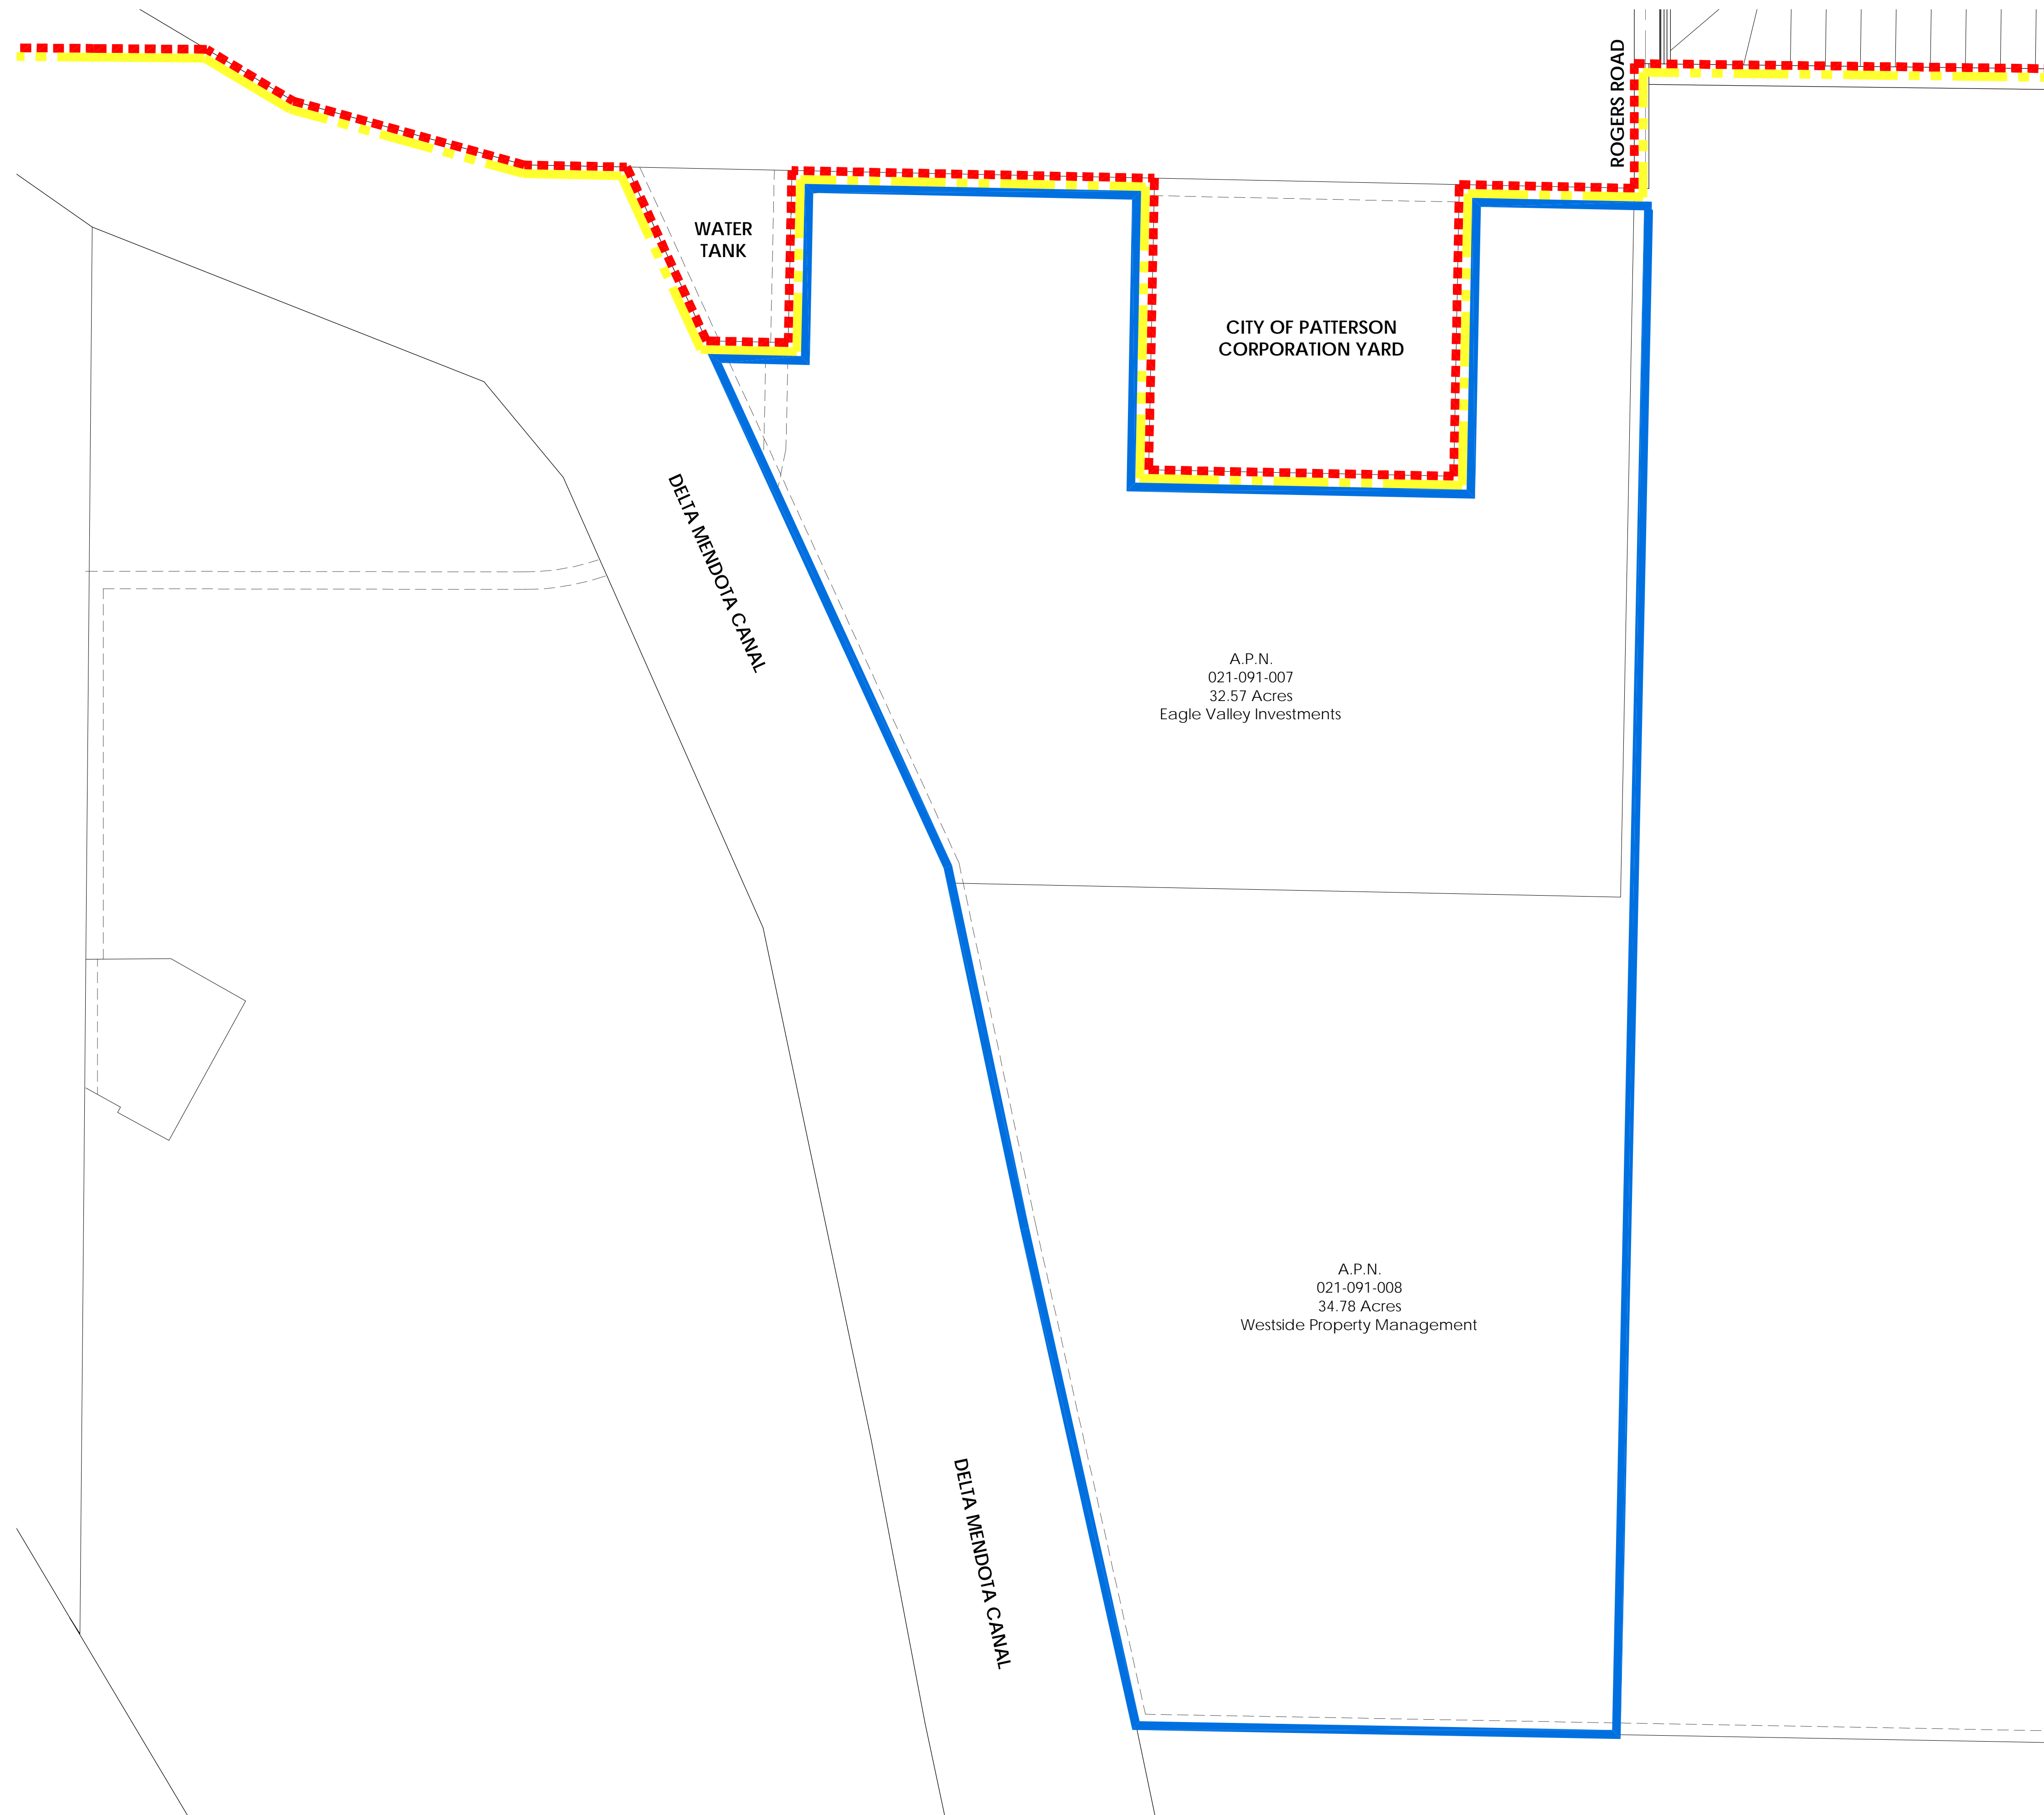 ROGERS ROAD
WATER
TANK
CITY OF PATTERSON
CORPORATION YARD
DELTA MENDOTA CANAL
A.P.N.
021-091-007
32.57 Acres
Eagle Valley Investments
A.P.N.
021-091-008
34.78 Acres
Westside Property Management
DELTA MENDOTA CANAL